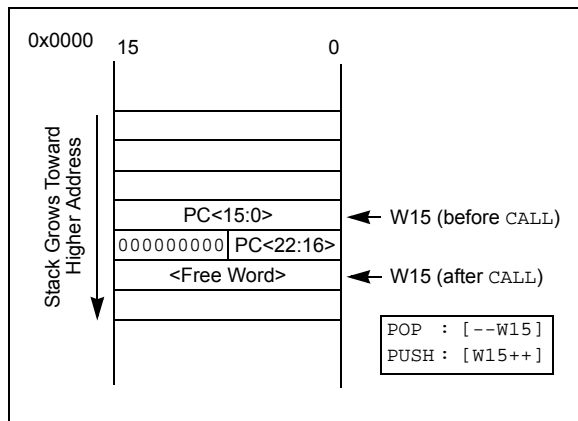 0x0000
15 0
Stack Grows Toward
Higher Address
PC<15:0>
W15 (before CALL)
000000000 PC<22:16>
<Free Word>
W15 (after CALL)
POP : [--W15]
PUSH : [W15++]